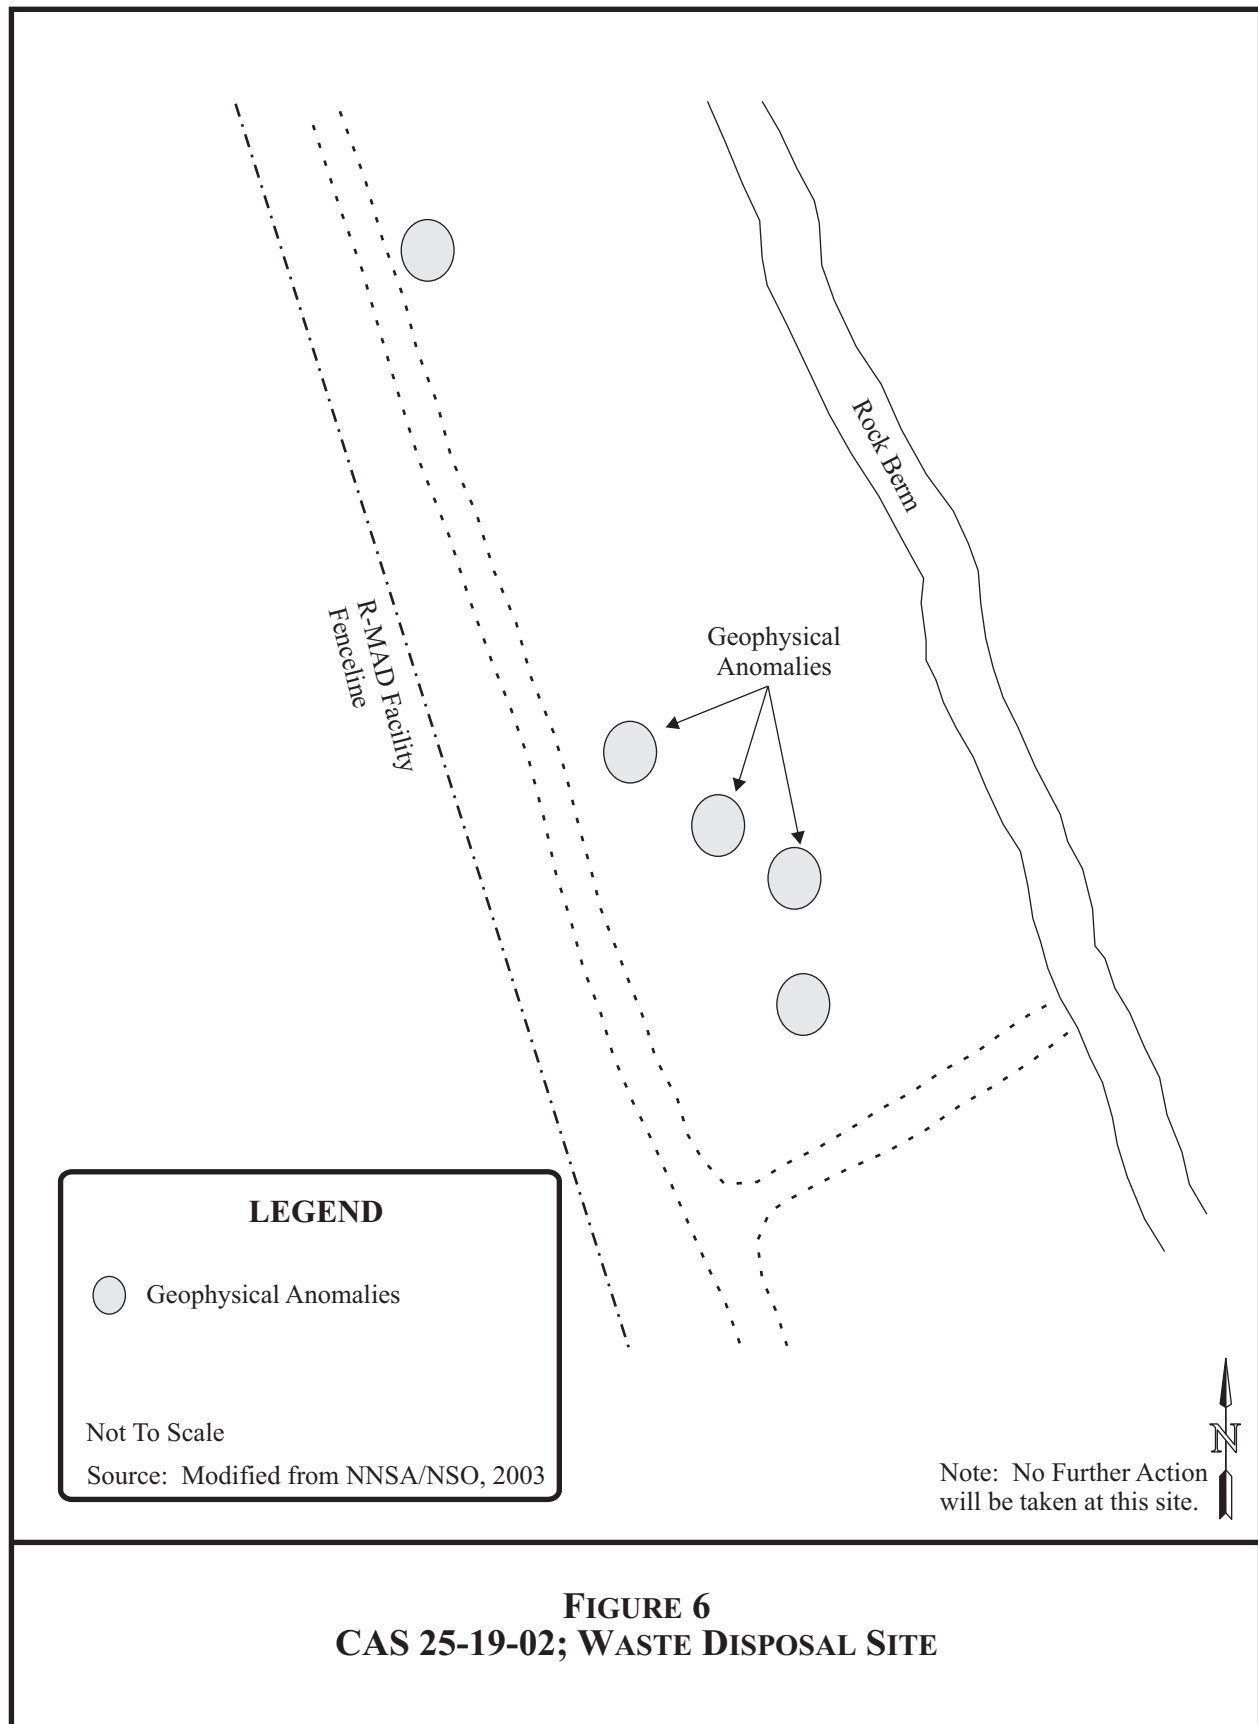 Rock Berm
R-MAD Facility
Fenceline
Geophysical
Anomalies
LEGEND
Geophysical Anomalies
Not To Scale
Source: Modified from NNSA/NSO, 2003
N
Note: No Further Action
will be taken at this site.
FIGURE 6
CAS 25-19-02; WASTE DISPOSAL SITE